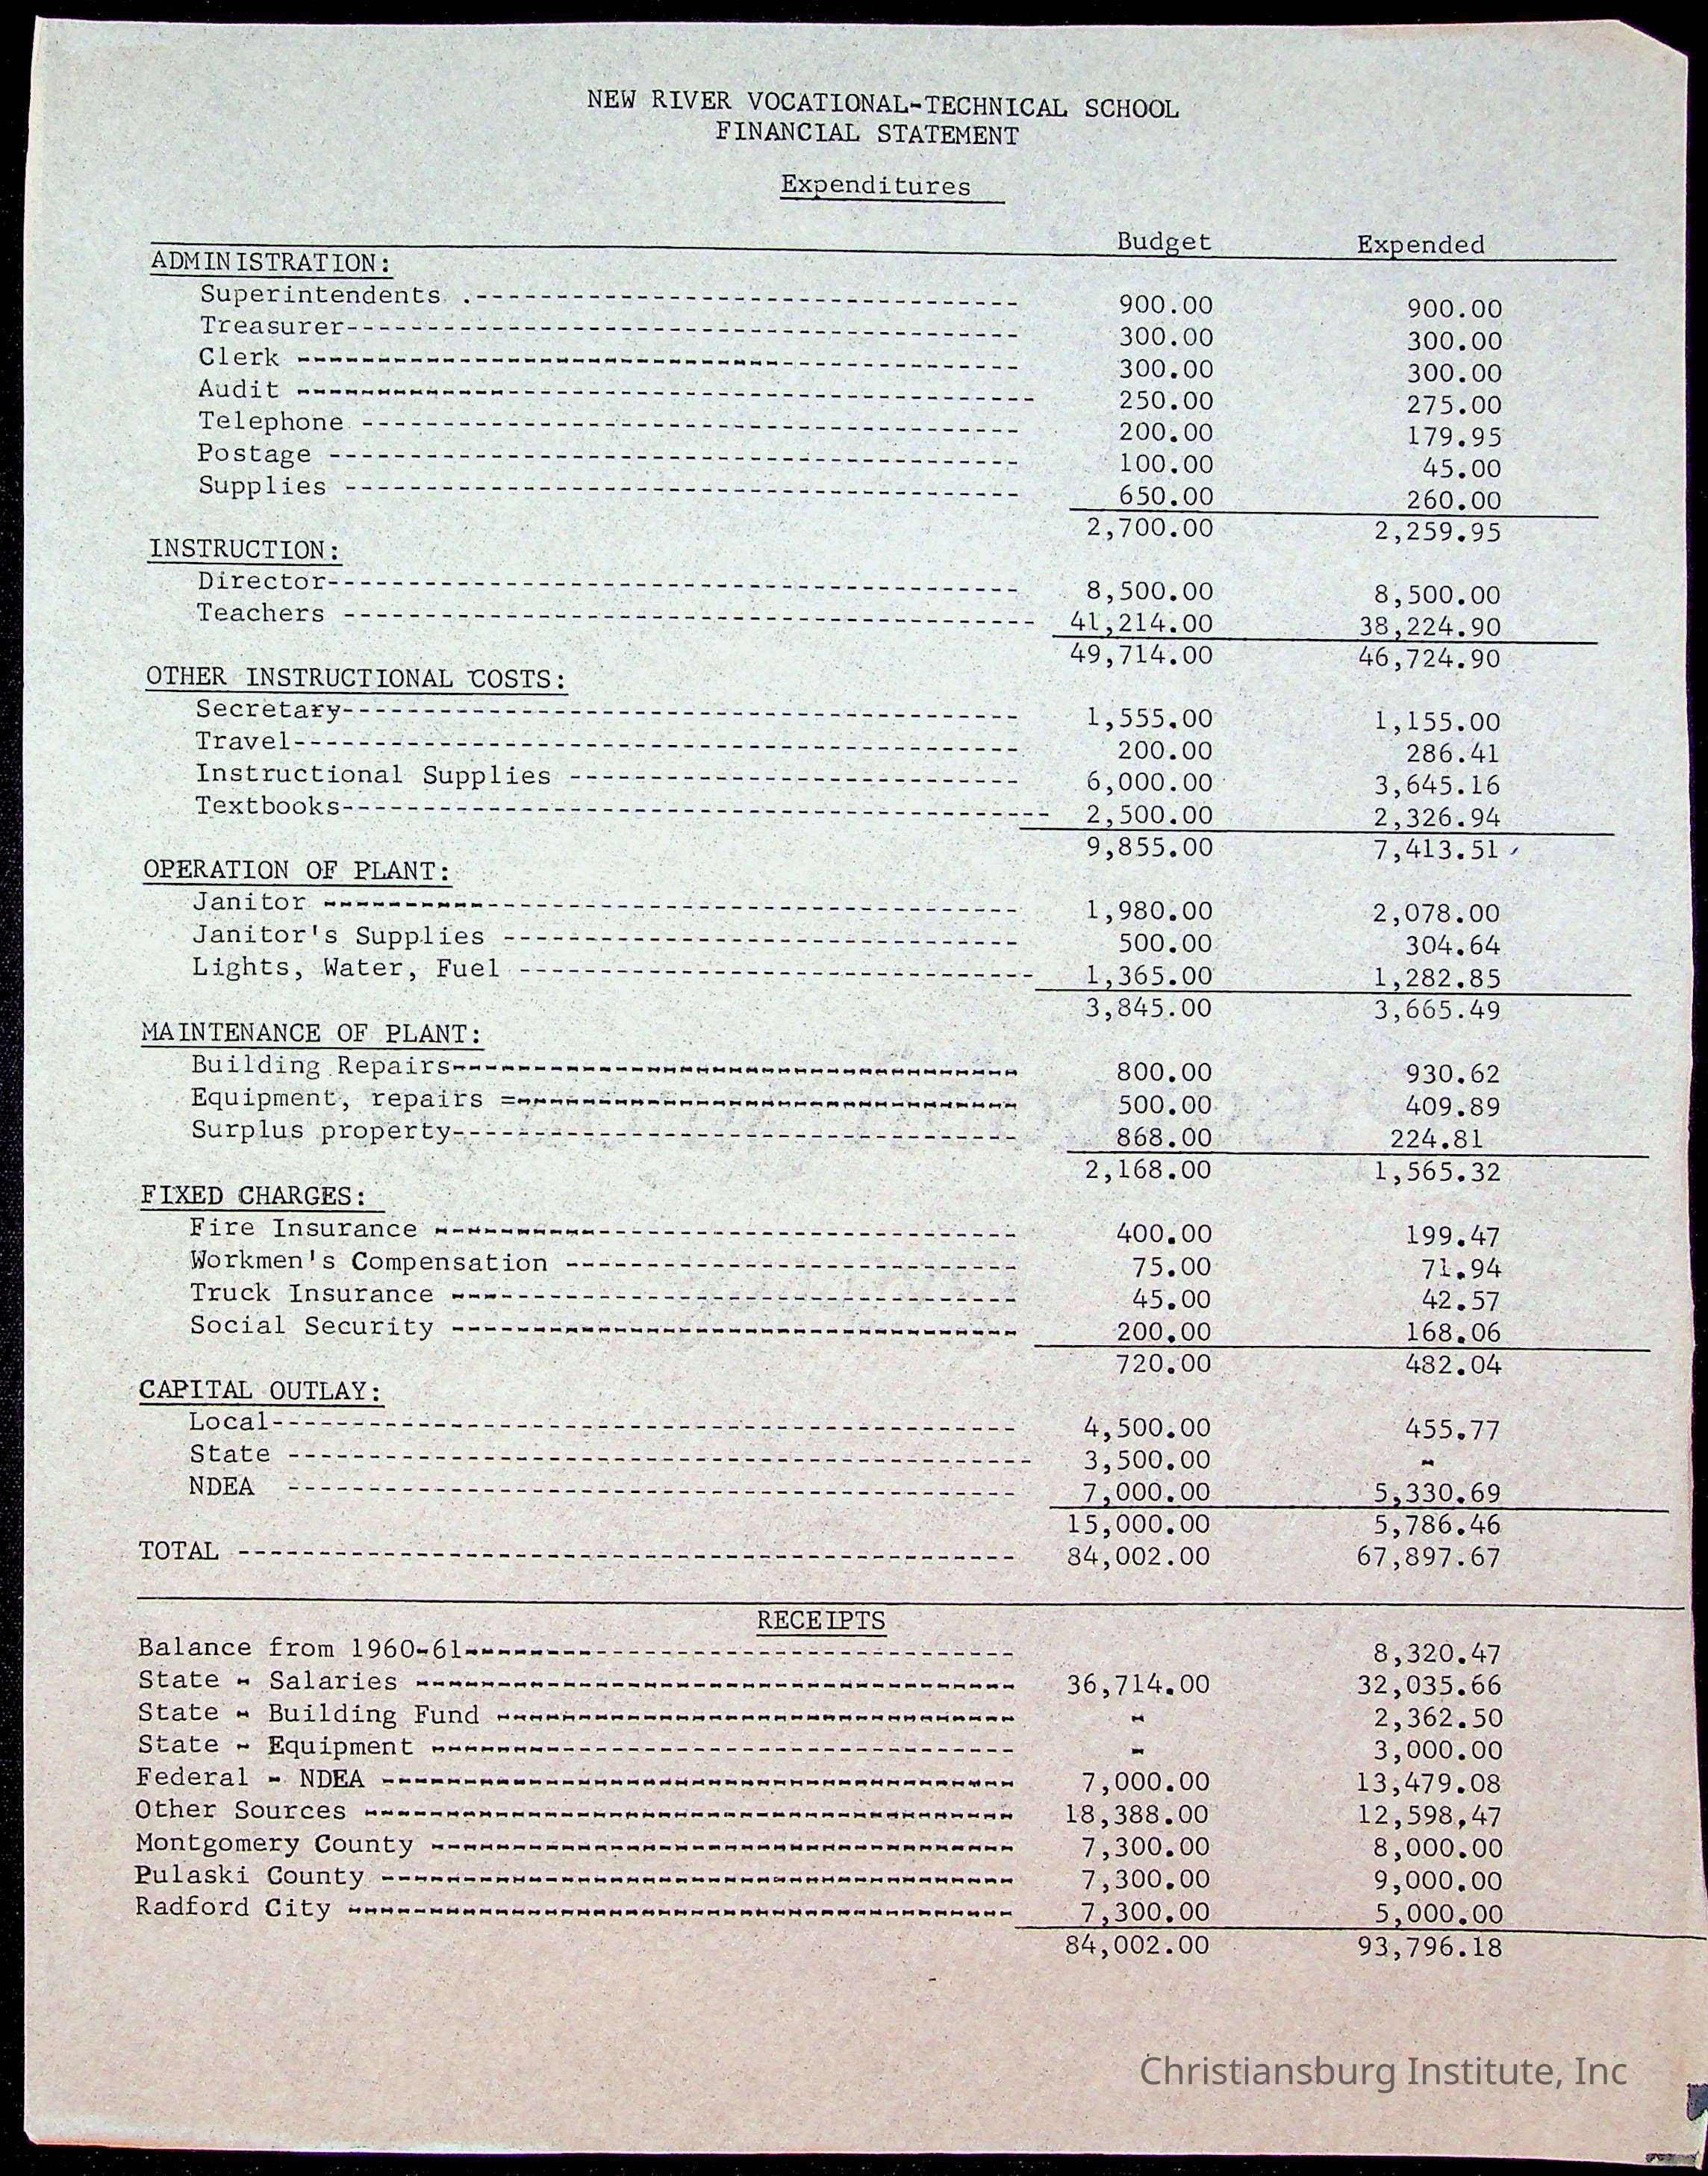 NEW RIVER VOCATIONAL-TECHNICAL SCHOOL
FINANCIAL STATEMENT
Expenditures
Budget Expended
ADMINISTRATION:
Superintendents .---------------------------------- 900.00 900.00
Treasurer------------------------------------------ 300.00 300.00
Clerk --------------------------------------------- 300.00 300.00
Audit ---------------------------------------------- 250.00 275.00
Telephone ----------------------------------------- 200.00 179.95
Postage ------------------------------------------- 100.00 45.00
Supplies ------------------------------------------ 650.00 260.00
2,700.00 2,259.95
INSTRUCTION:
Director------------------------------------------- 8,500.00 8,500.00
Teachers ------------------------------------------- 41,214.00 38,224.90
49,714.00 46,724.90
OTHER INSTRUCTIONAL COSTS:
Secretary------------------------------------------ 1,555.00 1,155.00
Travel--------------------------------------------- 200.00 286.41
Instructional Supplies ---------------------------- 6,000.00 3,645.16
Textbooks-------------------------------------------- 2,500.00 2,326.94
9,855.00 7,413.51
OPERATION OF PLANT:
Janitor ------------------------------------------- 1,980.00 2,078.00
Janitor's Supplies -------------------------------- 500.00 304.64
Lights, Water, Fuel -------------------------------- 1,365.00 1,282.85
3,845.00 3,665.49
MAINTENANCE OF PLANT:
Building Repairs----------------------------------- 800.00 930.62
Equipment, repairs =------------------------------- 500.00 409.89
Surplus property----------------------------------- 868.00 224.81
2,168.00 1,565.32
FIXED CHARGES:
Fire Insurance ------------------------------------ 400.00 199.47
Workmen's Compensation ---------------------------- 75.00 71.94
Truck Insurance ----------------------------------- 45.00 42.57
Social Security ----------------------------------- 200.00 168.06
720.00 482.04
CAPITAL OUTLAY:
Local---------------------------------------------- 4,500.00 455.77
State ---------------------------------------------- 3,500.00 -
NDEA --------------------------------------------- 7,000.00 5,330.69
15,000.00 5,786.46
TOTAL ------------------------------------------------ 84,002.00 67,897.67
RECEIPTS
Balance from 1960-61---------------------------------- 8,320.47
State - Salaries ------------------------------------- 36,714.00 32,035.66
State - Building Fund -------------------------------- - 2,362.50
State - Equipment ------------------------------------ - 3,000.00
Federal - NDEA --------------------------------------- 7,000.00 13,479.08
Other Sources ---------------------------------------- 18,388.00 12,598,47
Montgomery County ------------------------------------ 7,300.00 8,000.00
Pulaski County --------------------------------------- 7,300.00 9,000.00
Radford City ----------------------------------------- 7,300.00 5,000.00
84,002.00 93,796.18
Christiansburg Institute, Inc